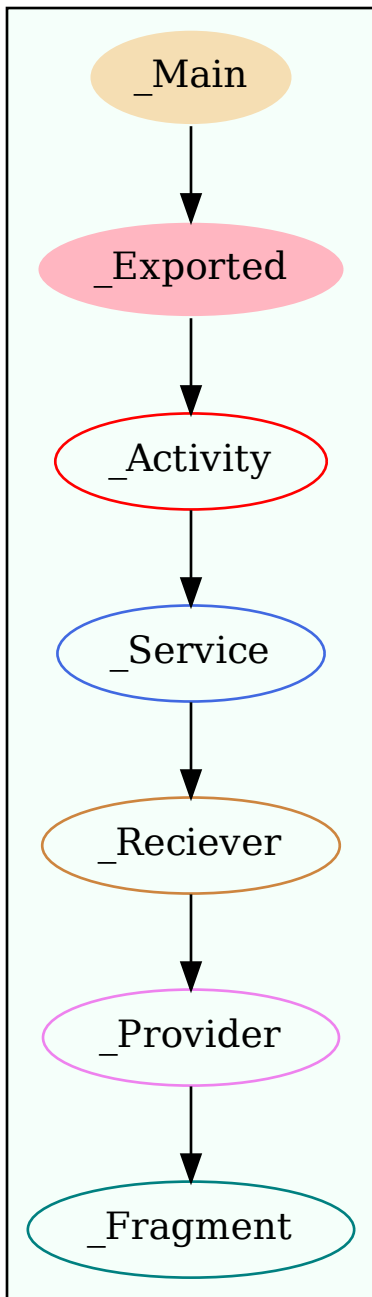 _Main
_Exported
_Activity
_Service
_Reciever
_Provider
_Fragment